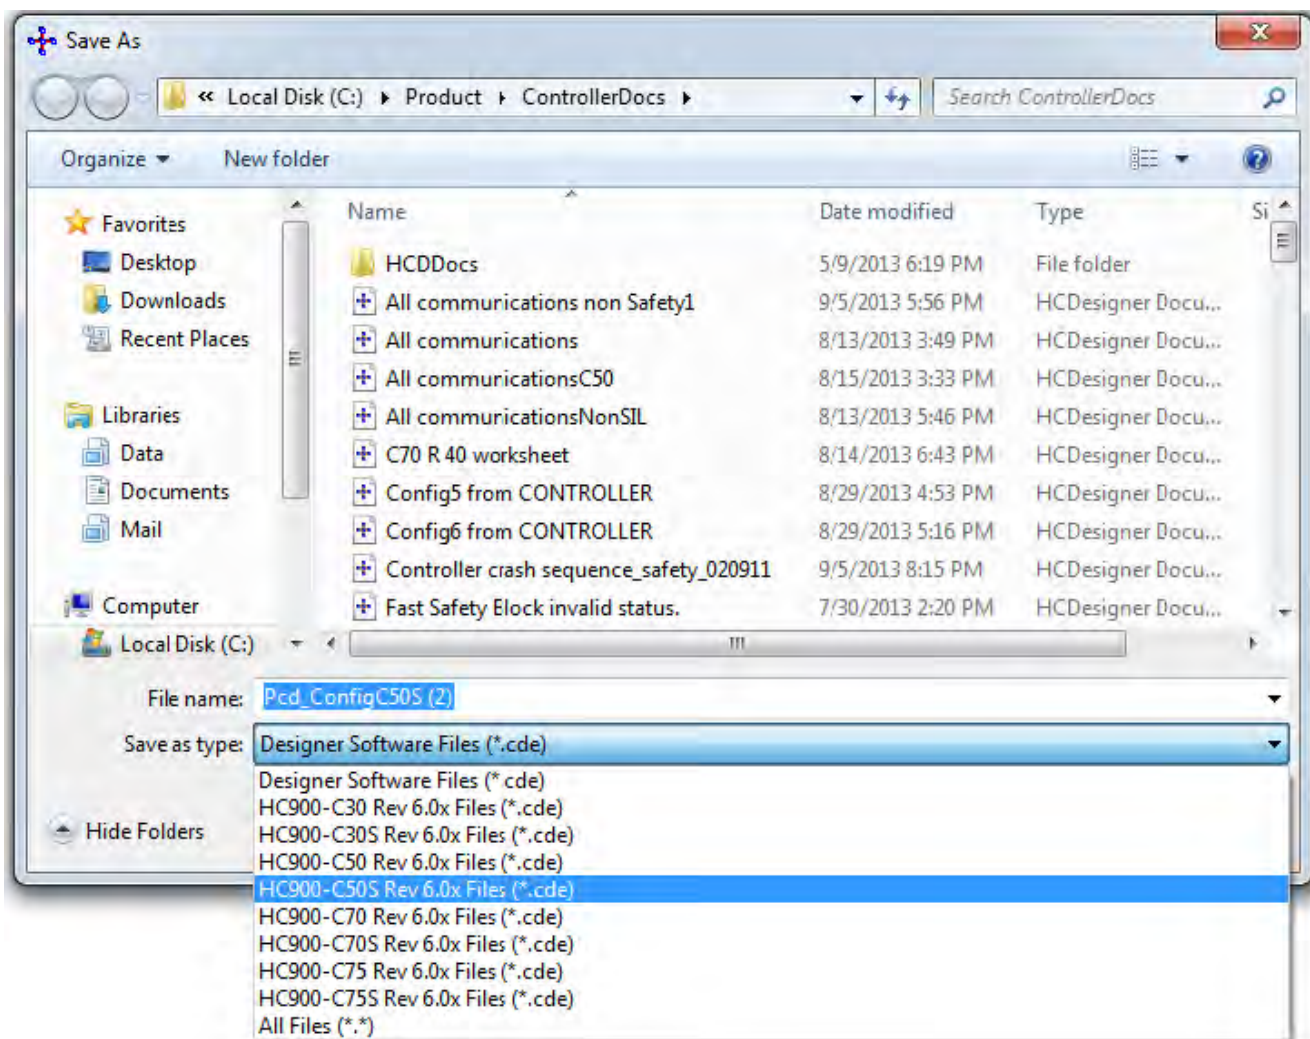 Save As
« Local Disk (C:) ▸ Product ▸ ControllerDocs ▸ Search ControllerDocs
Organize New folder
Name Date modified Type Si
Favorites
Desktop
Downloads
Recent Places
Libraries
Data
Documents
Mail
Computer
Local Disk (C:)
HCDDocs 5/9/2013 6:19 PM File folder
All communications non Safety1 9/5/2013 5:56 PM HCDesigner Docu...
All communications 8/13/2013 3:49 PM HCDesigner Docu...
All communicationsC50 8/15/2013 3:33 PM HCDesigner Docu...
All communicationsNonSIL 8/13/2013 5:46 PM HCDesigner Docu...
C70 R 40 worksheet 8/14/2013 6:43 PM HCDesigner Docu...
Config5 from CONTROLLER 8/29/2013 4:53 PM HCDesigner Docu...
Config6 from CONTROLLER 8/29/2013 5:16 PM HCDesigner Docu...
Controller crash sequence_safety_020911 9/5/2013 8:15 PM HCDesigner Docu...
Fast Safety Block invalid status. 7/30/2013 2:20 PM HCDesigner Docu...
File name: Pcd_ConfigC50S (2)
Save as type: Designer Software Files (*.cde)
Designer Software Files (*.cde)
HC900-C30 Rev 6.0x Files (*.cde)
HC900-C30S Rev 6.0x Files (*.cde)
HC900-C50 Rev 6.0x Files (*.cde)
HC900-C50S Rev 6.0x Files (*.cde)
HC900-C70 Rev 6.0x Files (*.cde)
HC900-C70S Rev 6.0x Files (*.cde)
HC900-C75 Rev 6.0x Files (*.cde)
HC900-C75S Rev 6.0x Files (*.cde)
All Files (*.*)
Hide Folders